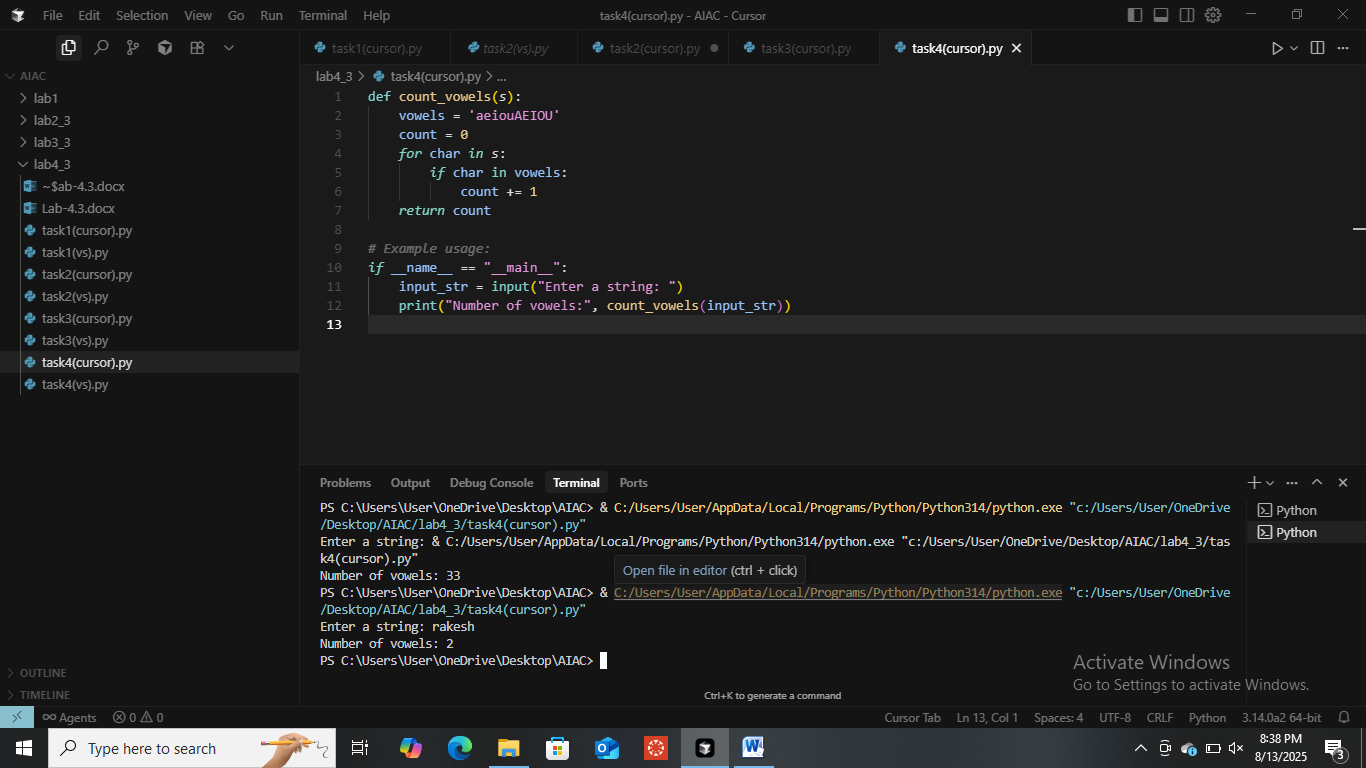 File Edit Selection View Go Run Terminal Help
task4(cursor).py - AIAC - Cursor
task1(cursor).py
task2(vs).py
task2(cursor).py
task3(cursor).py
task4(cursor).py
AIAC
lab1
lab2_3
lab3_3
lab4_3
~$ab-4.3.docx
Lab-4.3.docx
task1(cursor).py
task1(vs).py
task2(cursor).py
task2(vs).py
task3(cursor).py
task3(vs).py
task4(cursor).py
task4(vs).py
OUTLINE
TIMELINE
lab4_3 > task4(cursor).py > ...
1 def count_vowels(s):
2 vowels = 'aeiouAEIOU'
3 count = 0
4 for char in s:
5 if char in vowels:
6 count += 1
7 return count
8
9 # Example usage:
10 if __name__ == "__main__":
11 input_str = input("Enter a string: ")
12 print("Number of vowels:", count_vowels(input_str))
13
Problems Output Debug Console Terminal Ports
PS C:\Users\User\OneDrive\Desktop\AIAC> & C:/Users/User/AppData/Local/Programs/Python/Python314/python.exe "c:/Users/User/OneDrive
/Desktop/AIAC/lab4_3/task4(cursor).py"
Enter a string: & C:/Users/User/AppData/Local/Programs/Python/Python314/python.exe "c:/Users/User/OneDrive/Desktop/AIAC/lab4_3/tas
k4(cursor).py"
Number of vowels: 33
Open file in editor (ctrl + click)
PS C:\Users\User\OneDrive\Desktop\AIAC> & C:/Users/User/AppData/Local/Programs/Python/Python314/python.exe "c:/Users/User/OneDrive
/Desktop/AIAC/lab4_3/task4(cursor).py"
Enter a string: rakesh
Number of vowels: 2
PS C:\Users\User\OneDrive\Desktop\AIAC>
Python
Python
Ctrl+K to generate a command
Activate Windows
Go to Settings to activate Windows.
Agents 0 0
Cursor Tab Ln 13, Col 1 Spaces: 4 UTF-8 CRLF Python 3.14.0a2 64-bit
Type here to search
8:38 PM
8/13/2025
3